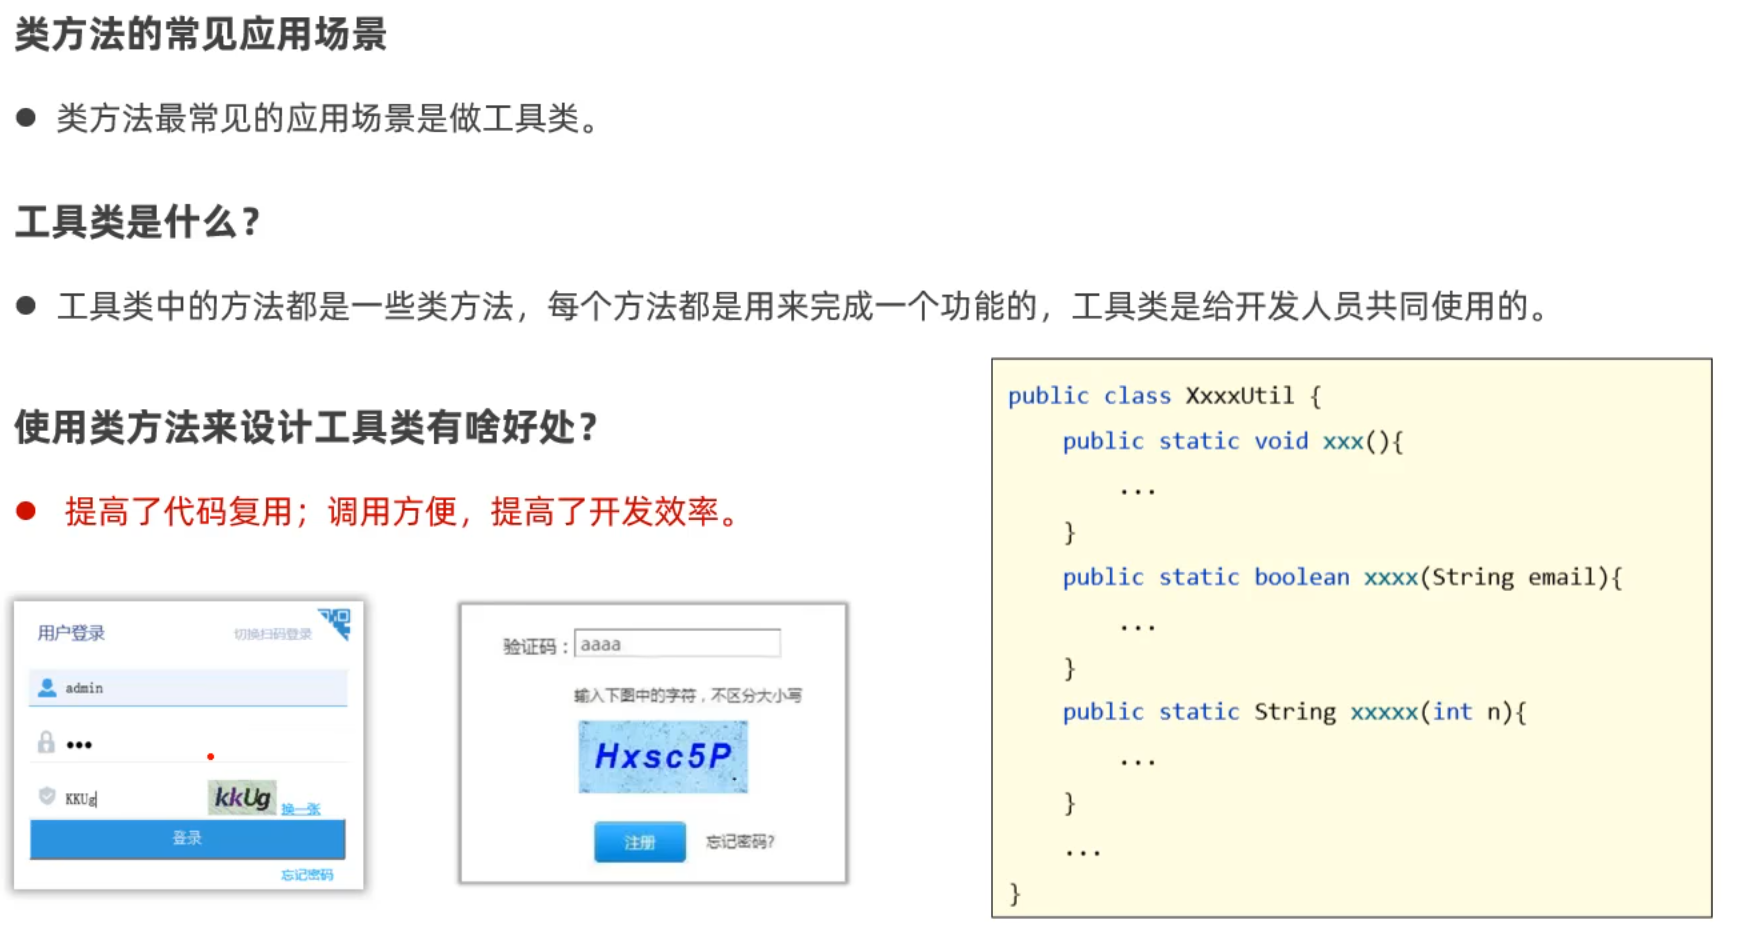 类方法的常见应用场景
● 类方法最常见的应用场景是做工具类。
工具类是什么？
● 工具类中的方法都是一些类方法，每个方法都是用来完成一个功能的，工具类是给开发人员共同使用的。
使用类方法来设计工具类有啥好处？
● 提高了代码复用；调用方便，提高了开发效率。
用户登录 切换扫码登录
admin
•••
KKUg kkUg 换一张
登录
忘记密码
验证码：aaaa
输入下图中的字符，不区分大小写
Hxsc5P
注册 忘记密码?
public class XxxxUtil {
public static void xxx(){
...
}
public static boolean xxxx(String email){
...
}
public static String xxxxx(int n){
...
}
...
}